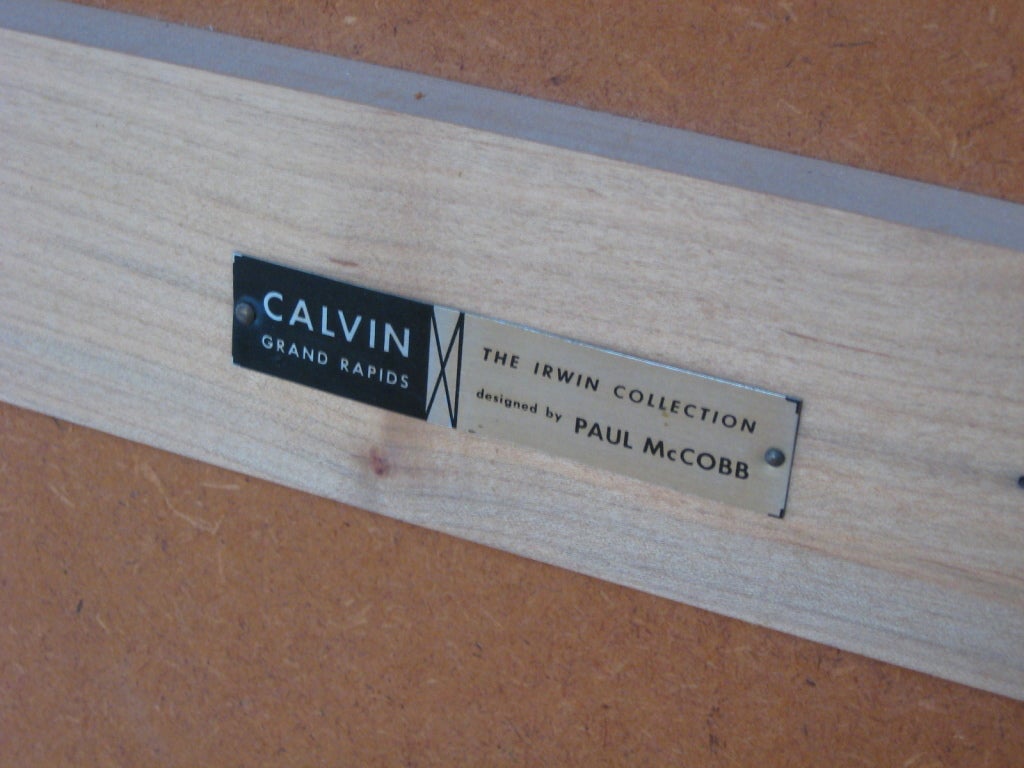 CALVIN
GRAND RAPIDS
THE IRWIN COLLECTION
designed by PAUL McCOBB